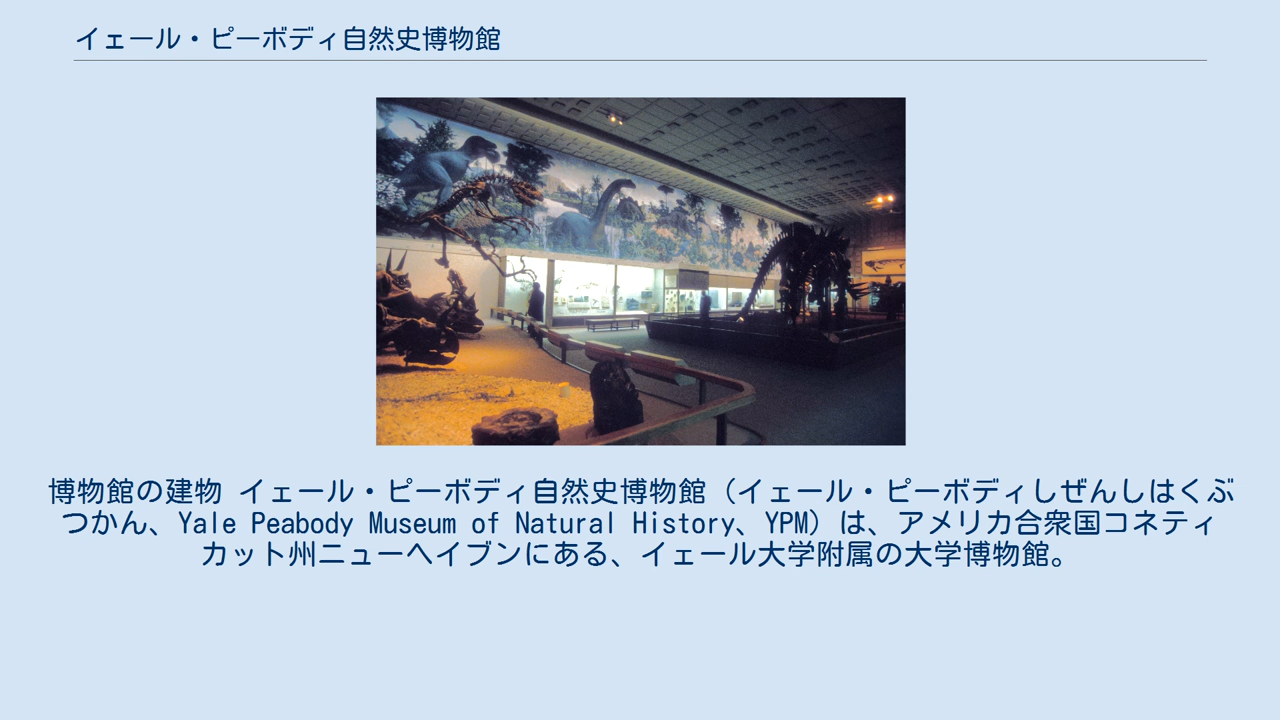 イェール・ピーボディ自然史博物館
博物館の建物 イェール・ピーボディ自然史博物館（イェール・ピーボディしぜんしはくぶ
つかん、Yale Peabody Museum of Natural History、YPM）は、アメリカ合衆国コネティ
カット州ニューヘイブンにある、イェール大学附属の大学博物館。